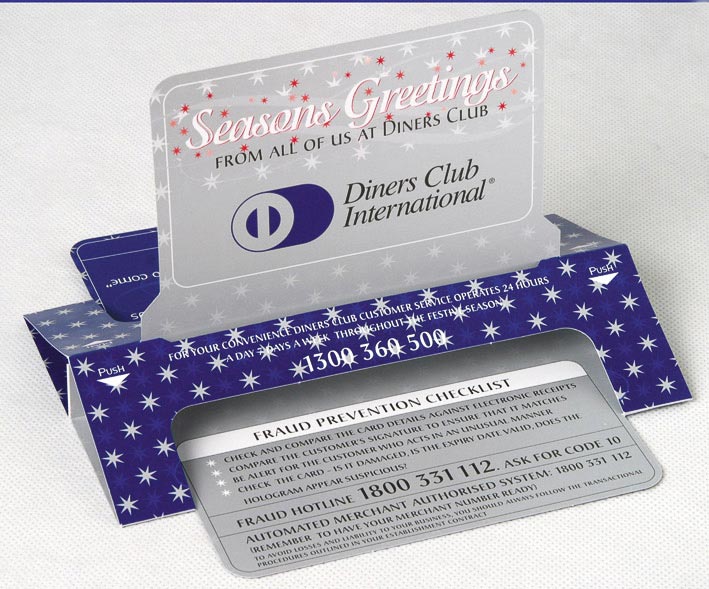 Seasons Greetings
FROM ALL OF US AT DINERS CLUB
Diners Club
International®
o come"
PUSH
PUSH
FOR YOUR CONVENIENCE DINERS CLUB CUSTOMER SERVICE OPERATES 24 HOURS
A DAY 7 DAYS A WEEK THROUGHOUT THE FESTIVE SEASON
1300 360 500
FRAUD PREVENTION CHECKLIST
CHECK AND COMPARE THE CARD DETAILS AGAINST ELECTRONIC RECEIPTS
COMPARE THE CUSTOMER'S SIGNATURE TO ENSURE THAT IT MATCHES
BE ALERT FOR THE CUSTOMER WHO ACTS IN AN UNUSUAL MANNER
CHECK THE CARD - IS IT DAMAGED, IS THE EXPIRY DATE VALID, DOES THE
HOLOGRAM APPEAR SUSPICIOUS?
FRAUD HOTLINE 1800 331 112. ASK FOR CODE 10
AUTOMATED MERCHANT AUTHORISED SYSTEM: 1800 331 112
(REMEMBER TO HAVE YOUR MERCHANT NUMBER READY)
TO AVOID LOSSES AND LIABILITY TO YOUR BUSINESS, YOU SHOULD ALWAYS FOLLOW THE TRANSACTIONAL
PROCEDURES OUTLINED IN YOUR ESTABLISHMENT CONTRACT